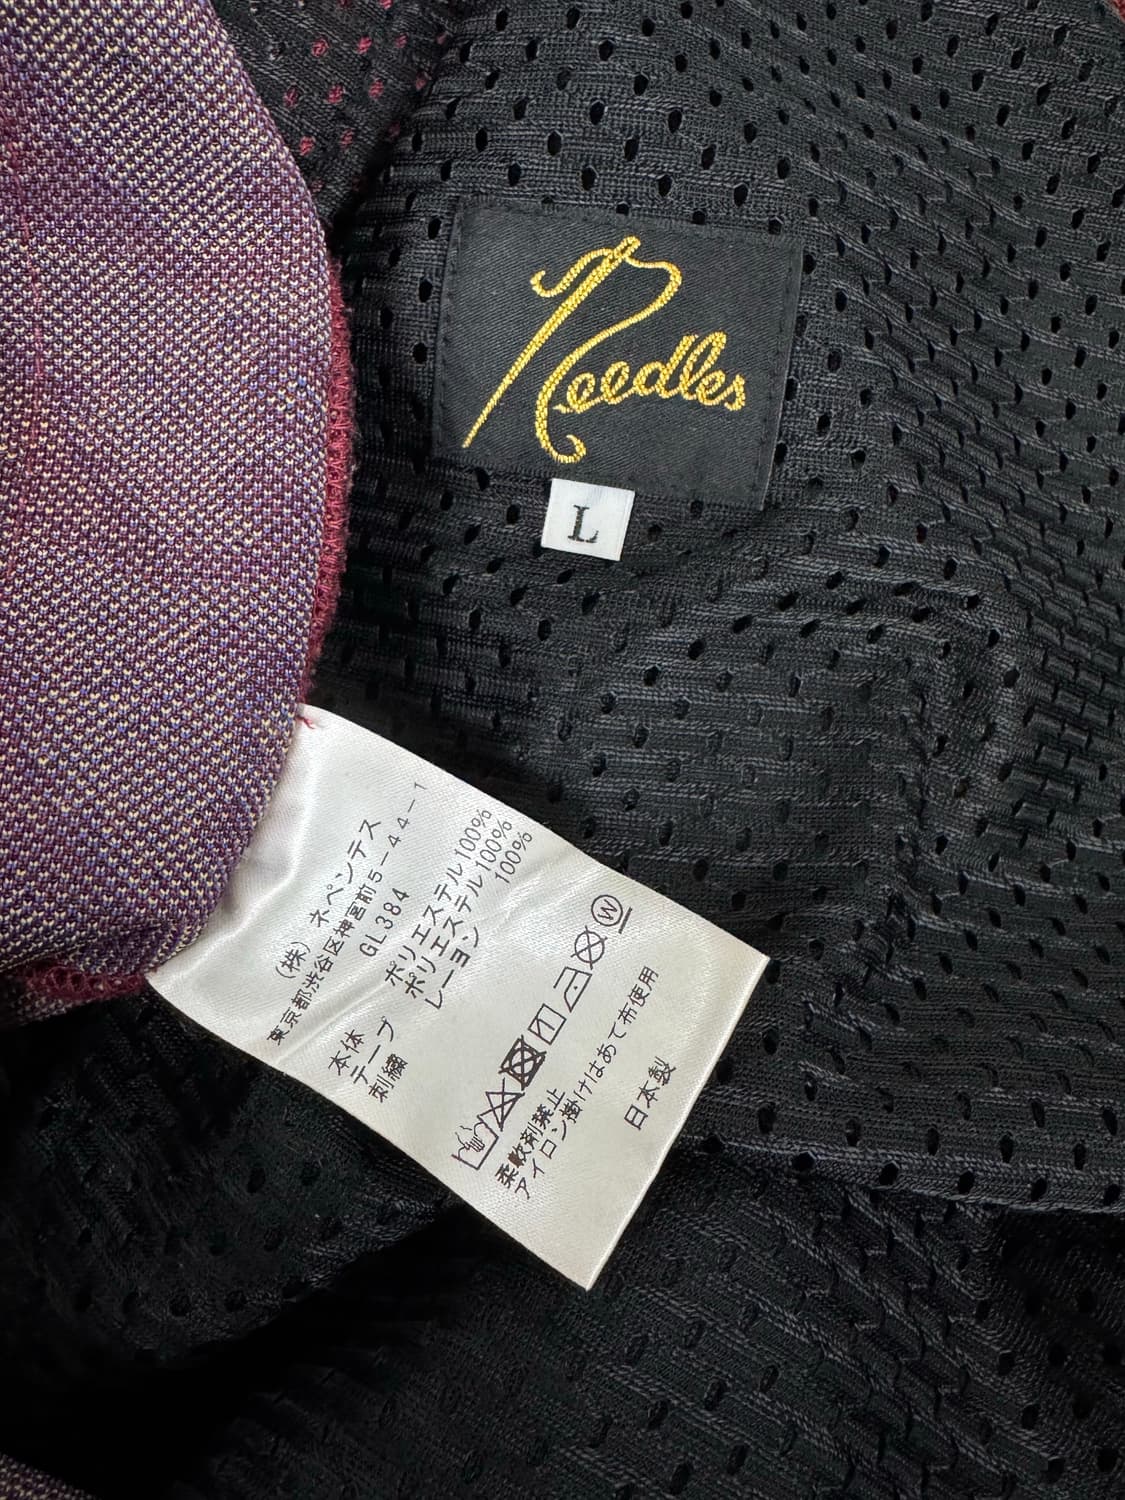 Needles
L
(株) ネペンテス
東京都渋谷区神宮前5-44-1
GL384
本体 ポリエステル100%
テープ ポリエステル100%
刺繍 レーヨン 100%
W
柔軟剤禁止
アイロン掛けはあて布使用
日本製